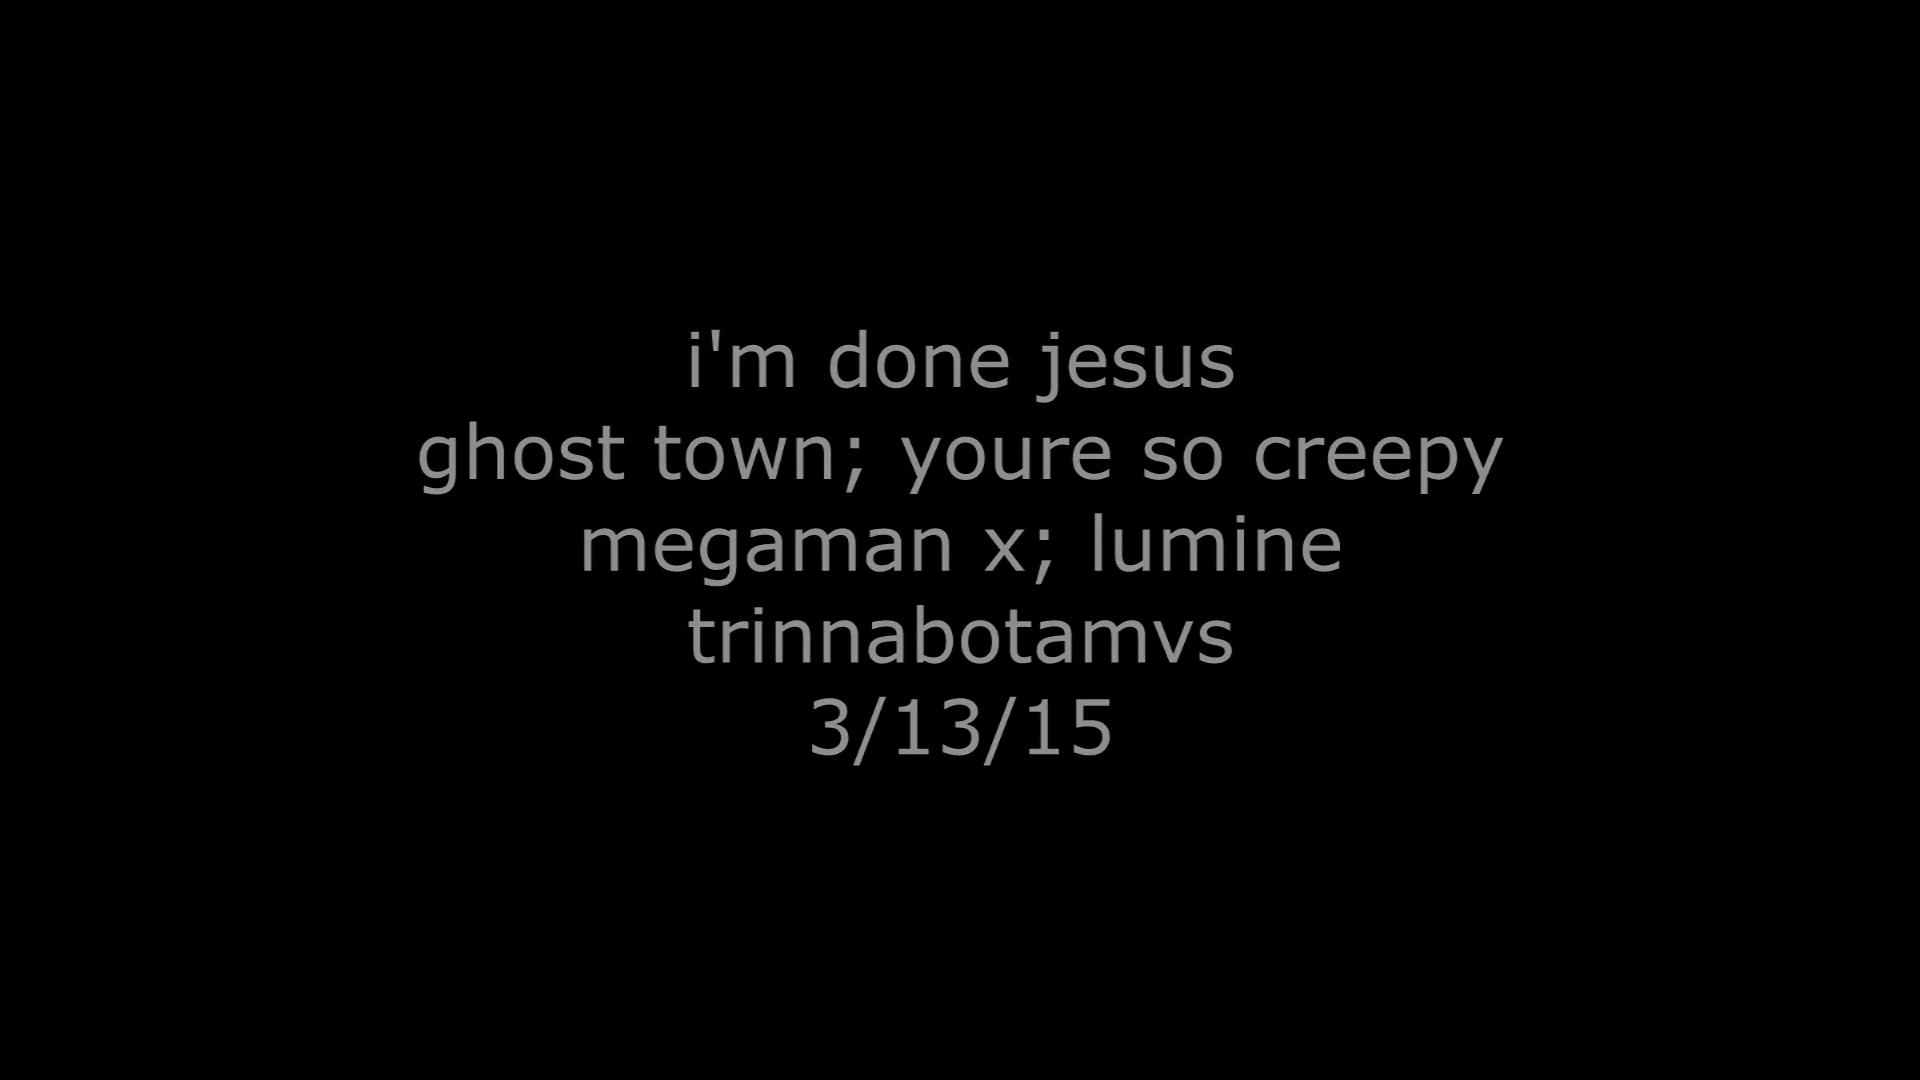 i'm done jesus
ghost town; youre so creepy
megaman x; lumine
trinnabotamvs
3/13/15